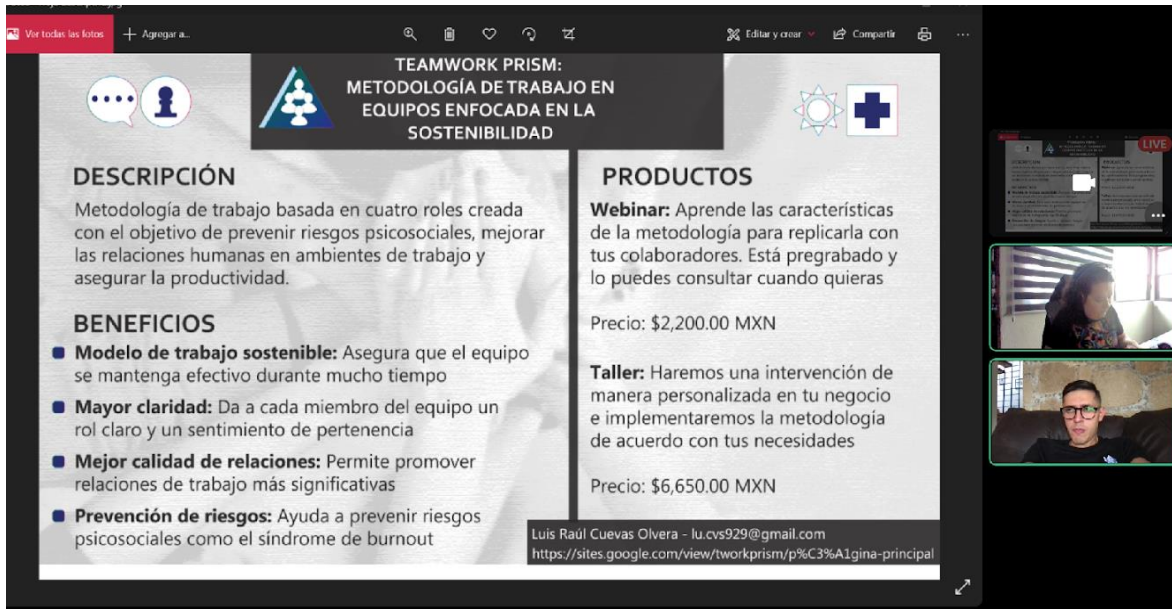 Ver todas las fotos
Agregar a...
Editar y crear
Compartir
TEAMWORK PRISM:
METODOLOGÍA DE TRABAJO EN
EQUIPOS ENFOCADA EN LA
SOSTENIBILIDAD
DESCRIPCIÓN
Metodología de trabajo basada en cuatro roles creada
con el objetivo de prevenir riesgos psicosociales, mejorar
las relaciones humanas en ambientes de trabajo y
asegurar la productividad.
BENEFICIOS
Modelo de trabajo sostenible: Asegura que el equipo
se mantenga efectivo durante mucho tiempo
Mayor claridad: Da a cada miembro del equipo un
rol claro y un sentimiento de pertenencia
Mejor calidad de relaciones: Permite promover
relaciones de trabajo más significativas
Prevención de riesgos: Ayuda a prevenir riesgos
psicosociales como el síndrome de burnout
PRODUCTOS
Webinar: Aprende las características
de la metodología para replicarla con
tus colaboradores. Está pregrabado y
lo puedes consultar cuando quieras
Precio: $2,200.00 MXN
Taller: Haremos una intervención de
manera personalizada en tu negocio
e implementaremos la metodología
de acuerdo con tus necesidades
Precio: $6,650.00 MXN
Luis Raúl Cuevas Olvera - lu.cvs929@gmail.com
https://sites.google.com/view/tworkprism/p%C3%A1gina-principal
LIVE